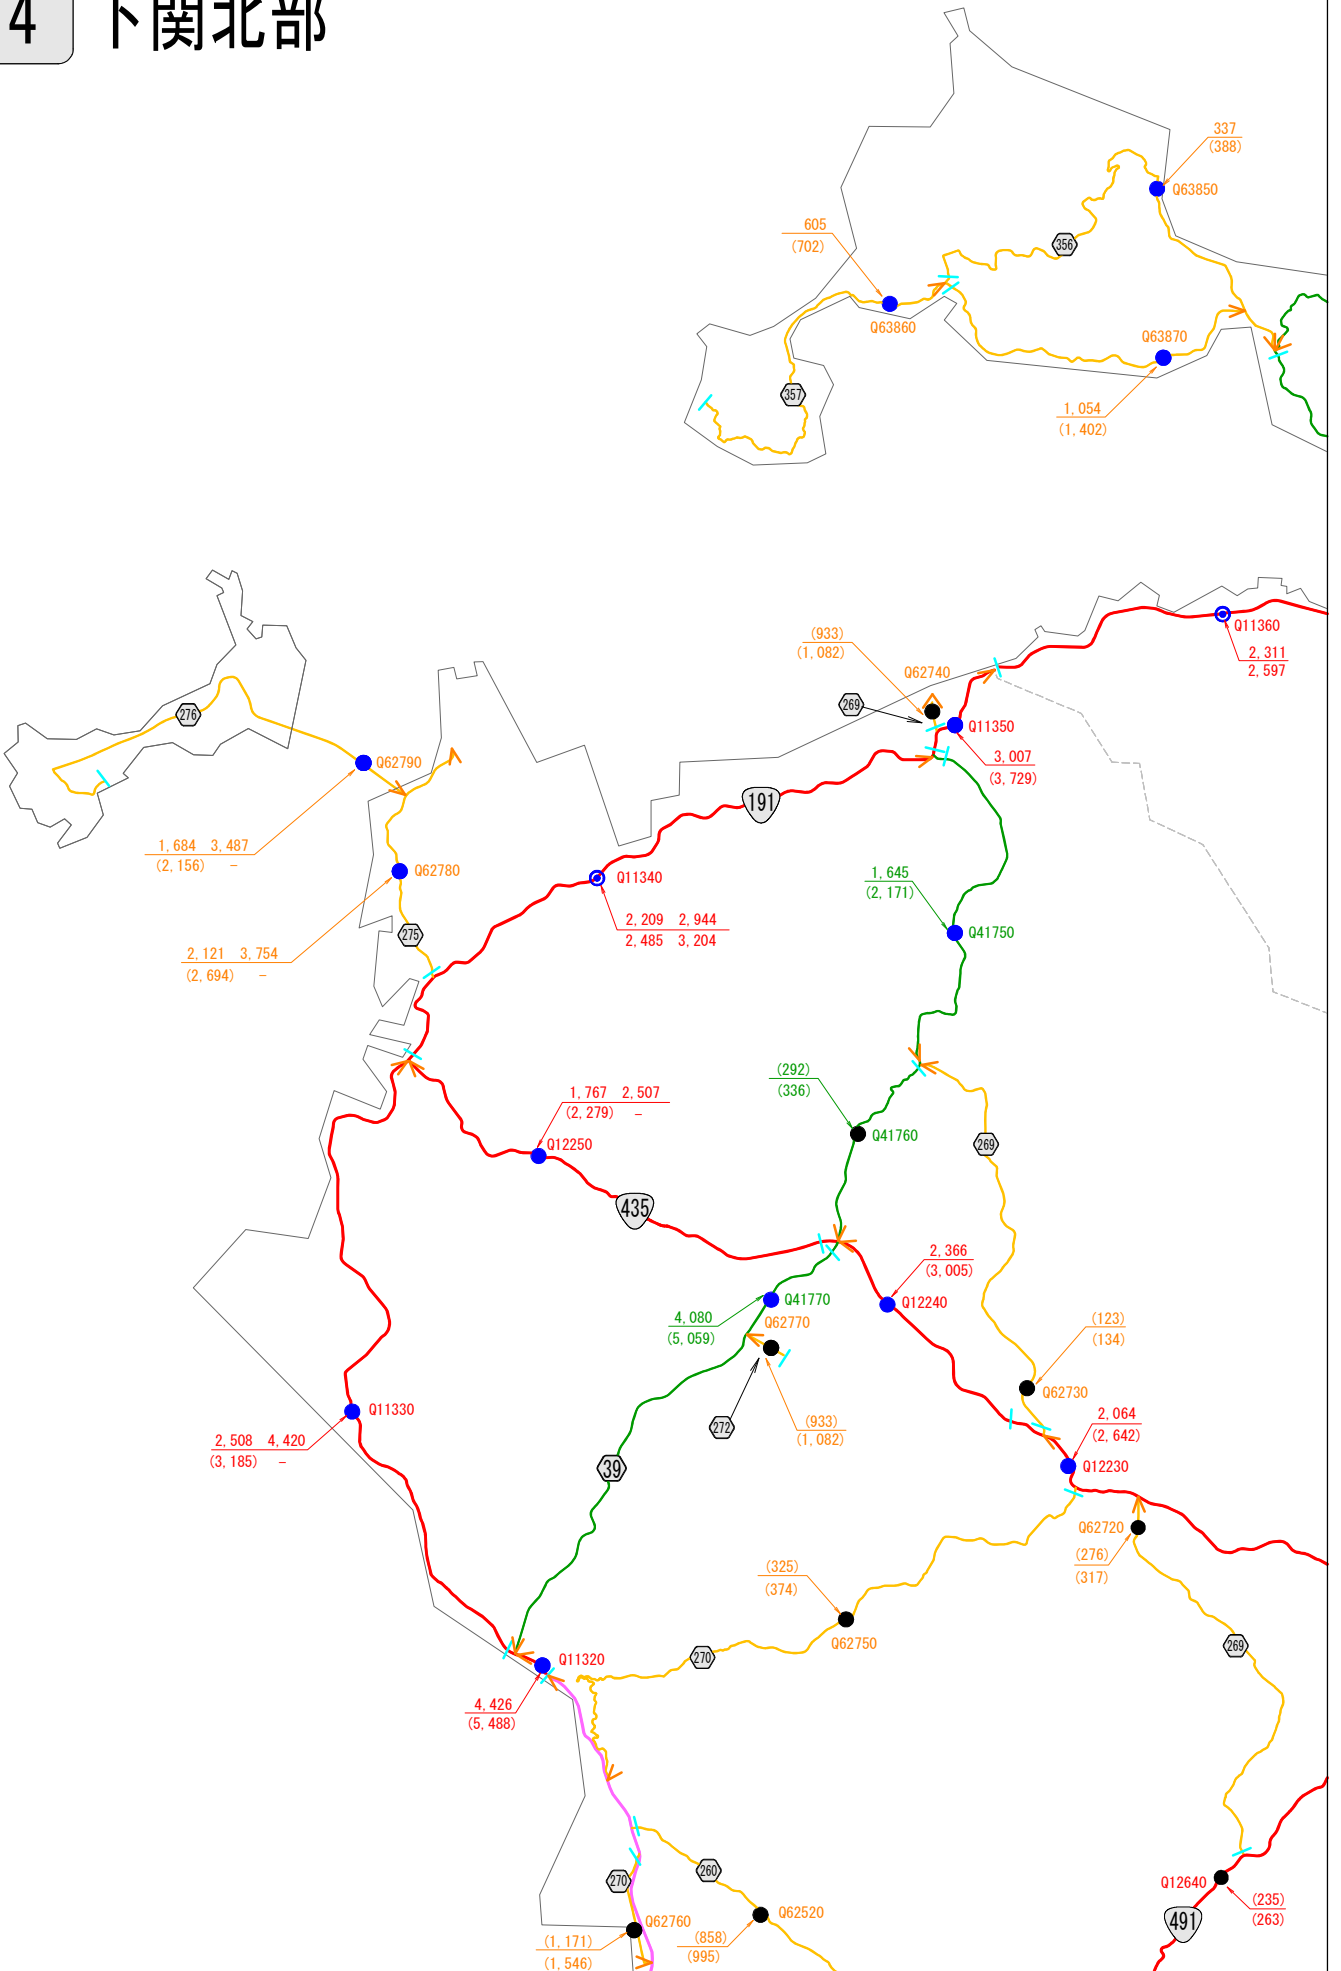 4 下関北部
337
(388)
Q63850
605
(702)
356
Q63860
Q63870
357
1,054
(1,402)
Q11360
2,311
2,597
(933)
(1,082)
Q62740
269
Q11350
3,007
(3,729)
276
Q62790
191
1,684 3,487
(2,156) −
Q62780
Q11340
1,645
(2,171)
2,209 2,944
2,485 3,204
Q41750
275
2,121 3,754
(2,694) −
(292)
(336)
1,767 2,507
(2,279) −
Q41760
Q12250
269
435
2,366
(3,005)
Q41770
Q12240
4,080
(5,059)
Q62770
(123)
(134)
Q62730
Q11330
272
(933)
(1,082)
2,064
(2,642)
2,508 4,420
(3,185) −
39
Q12230
Q62720
(276)
(317)
(325)
(374)
Q62750
269
270
Q11320
4,426
(5,488)
260
270
Q12640
(235)
(263)
491
Q62520
Q62760
(858)
(995)
(1,171)
(1,546)